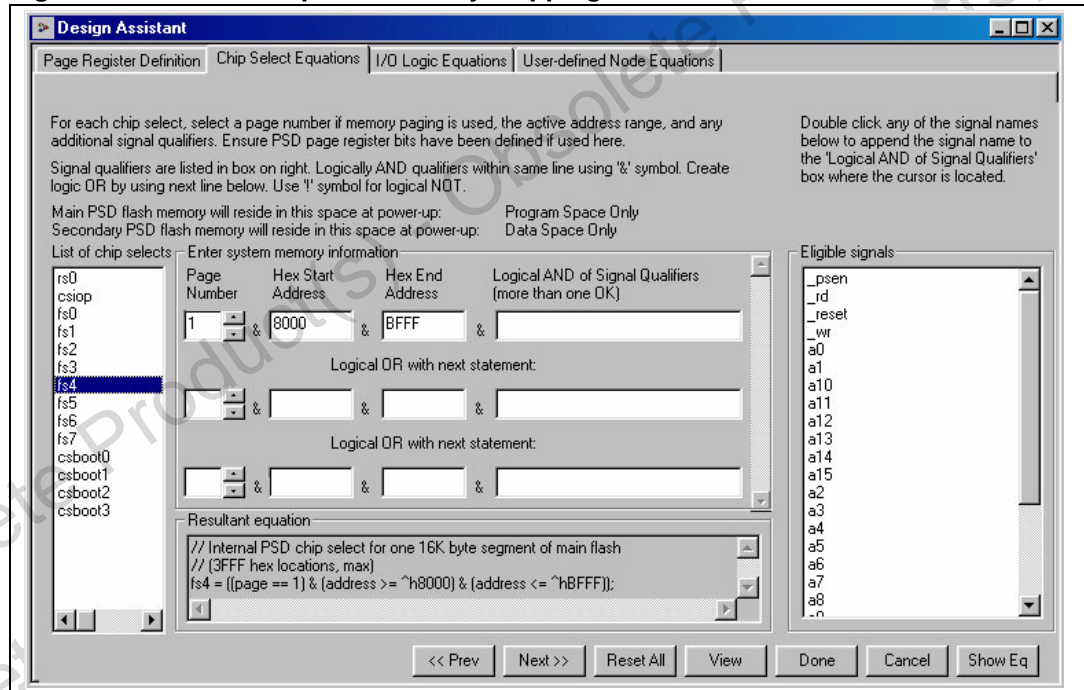 Design Assistant
Page Register Definition Chip Select Equations I/O Logic Equations User-defined Node Equations
For each chip select, select a page number if memory paging is used, the active address range, and any
additional signal qualifiers. Ensure PSD page register bits have been defined if used here.
Signal qualifiers are listed in box on right. Logically AND qualifiers within same line using '&' symbol. Create
logic OR by using next line below. Use '!' symbol for logical NOT.
Main PSD flash memory will reside in this space at power-up: Program Space Only
Secondary PSD flash memory will reside in this space at power-up: Data Space Only
Double click any of the signal names
below to append the signal name to
the 'Logical AND of Signal Qualifiers'
box where the cursor is located.
List of chip selects
rs0
csiop
fs0
fs1
fs2
fs3
fs4
fs5
fs6
fs7
csboot0
csboot1
csboot2
csboot3
Enter system memory information
Page Hex Start Hex End Logical AND of Signal Qualifiers
Number Address Address (more than one OK)
1 & 8000 & BFFF &
Logical OR with next statement:
& & &
Logical OR with next statement:
& & &
Resultant equation
// Internal PSD chip select for one 16K byte segment of main flash
// (3FFF hex locations, max)
fs4 = ((page == 1) & (address >= ^h8000) & (address <= ^hBFFF));
Eligible signals
_psen
_rd
_reset
_wr
a0
a1
a10
a11
a12
a13
a14
a15
a2
a3
a4
a5
a6
a7
a8
<< Prev Next >> Reset All View Done Cancel Show Eq
Product(s) - Obsolete